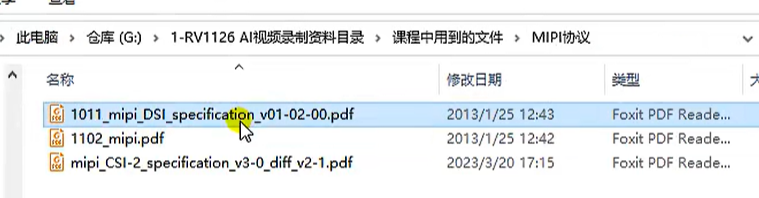 此电脑 > 仓库 (G:) > 1-RV1126 AI视频录制资料目录 > 课程中用到的文件 > MIPI协议
名称 修改日期 类型
1011_mipi_DSI_specification_v01-02-00.pdf 2013/1/25 12:43 Foxit PDF Reade...
1102_mipi.pdf 2013/1/25 12:42 Foxit PDF Reade...
mipi_CSI-2_specification_v3-0_diff_v2-1.pdf 2023/3/20 17:15 Foxit PDF Reade...